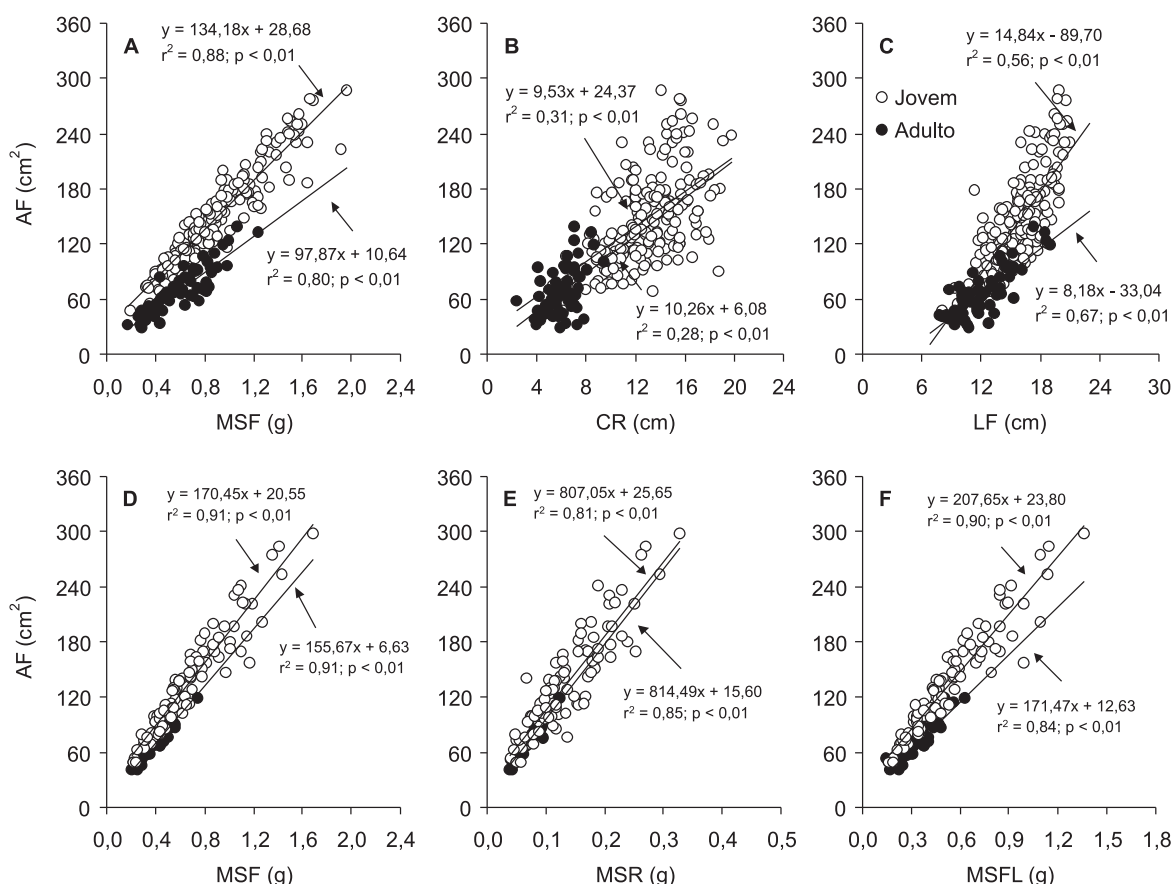 A
y = 134,18x + 28,68
r² = 0,88; p < 0,01
y = 97,87x + 10,64
r² = 0,80; p < 0,01
AF (cm²)
360
300
240
180
120
60
0
0,0 0,4 0,8 1,2 1,6 2,0 2,4
MSF (g)
B
y = 9,53x + 24,37
r² = 0,31; p < 0,01
y = 10,26x + 6,08
r² = 0,28; p < 0,01
360
300
240
180
120
60
0
0 4 8 12 16 20 24
CR (cm)
C
y = 14,84x - 89,70
r² = 0,56; p < 0,01
Jovem
Adulto
y = 8,18x - 33,04
r² = 0,67; p < 0,01
360
300
240
180
120
60
0
0 6 12 18 24 30
LF (cm)
D
y = 170,45x + 20,55
r² = 0,91; p < 0,01
y = 155,67x + 6,63
r² = 0,91; p < 0,01
AF (cm²)
360
300
240
180
120
60
0
0,0 0,4 0,8 1,2 1,6 2,0 2,4
MSF (g)
E
y = 807,05x + 25,65
r² = 0,81; p < 0,01
y = 814,49x + 15,60
r² = 0,85; p < 0,01
360
300
240
180
120
60
0
0,0 0,1 0,2 0,3 0,4 0,5
MSR (g)
F
y = 207,65x + 23,80
r² = 0,90; p < 0,01
y = 171,47x + 12,63
r² = 0,84; p < 0,01
360
300
240
180
120
60
0
0,0 0,3 0,6 0,9 1,2 1,5 1,8
MSFL (g)